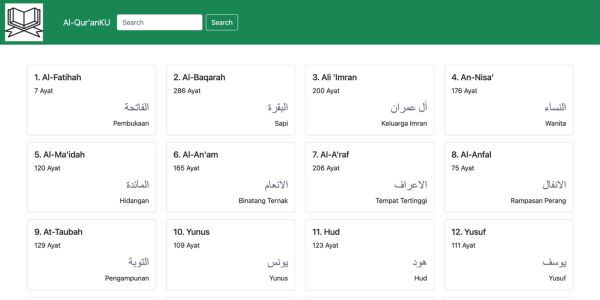 Al-Qur'anKU Search Search
1. Al-Fatihah
7 Ayat
الفاتحة
Pembukaan
2. Al-Baqarah
286 Ayat
البقرة
Sapi
3. Ali 'Imran
200 Ayat
اٰل عمران
Keluarga Imran
4. An-Nisa'
176 Ayat
النساۤء
Wanita
5. Al-Ma'idah
120 Ayat
الماۤئدة
Hidangan
6. Al-An'am
165 Ayat
الانعام
Binatang Ternak
7. Al-A'raf
206 Ayat
الاعراف
Tempat Tertinggi
8. Al-Anfal
75 Ayat
الانفال
Rampasan Perang
9. At-Taubah
129 Ayat
التوبة
Pengampunan
10. Yunus
109 Ayat
يونس
Yunus
11. Hud
123 Ayat
هود
Hud
12. Yusuf
111 Ayat
يوسف
Yusuf